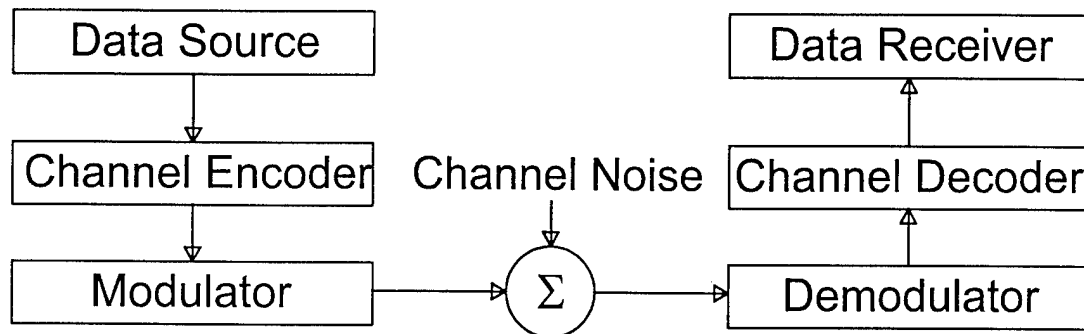 Data Source
Channel Encoder
Modulator
Channel Noise
Σ
Data Receiver
Channel Decoder
Demodulator